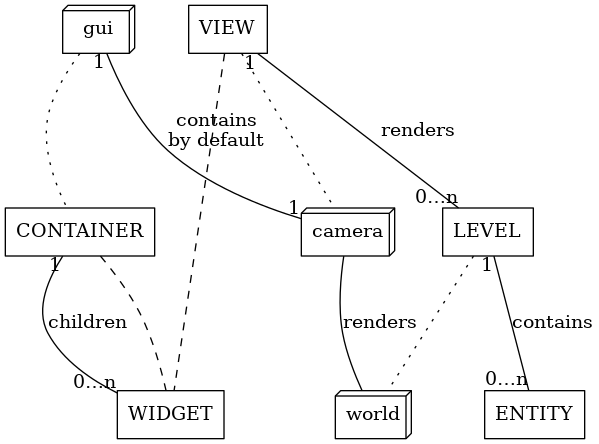 gui
VIEW
1
1
contains
by default
renders
0...n
1
CONTAINER
camera
LEVEL
1
1
children
renders
contains
0...n
0...n
WIDGET
world
ENTITY